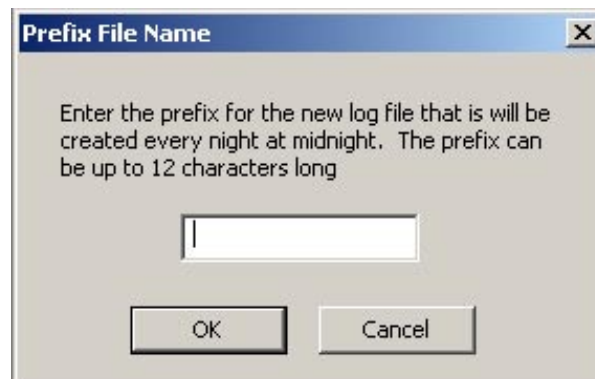 Prefix File Name
Enter the prefix for the new log file that is will be
created every night at midnight. The prefix can
be up to 12 characters long
OK Cancel